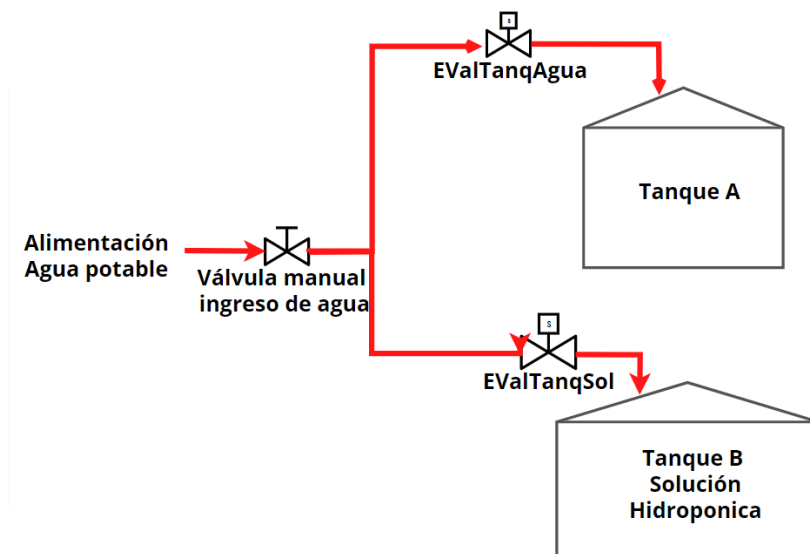 S
EValTanqAgua
Tanque A
Alimentación
Agua potable
Válvula manual
ingreso de agua
S
EValTanqSol
Tanque B
Solución
Hidroponica